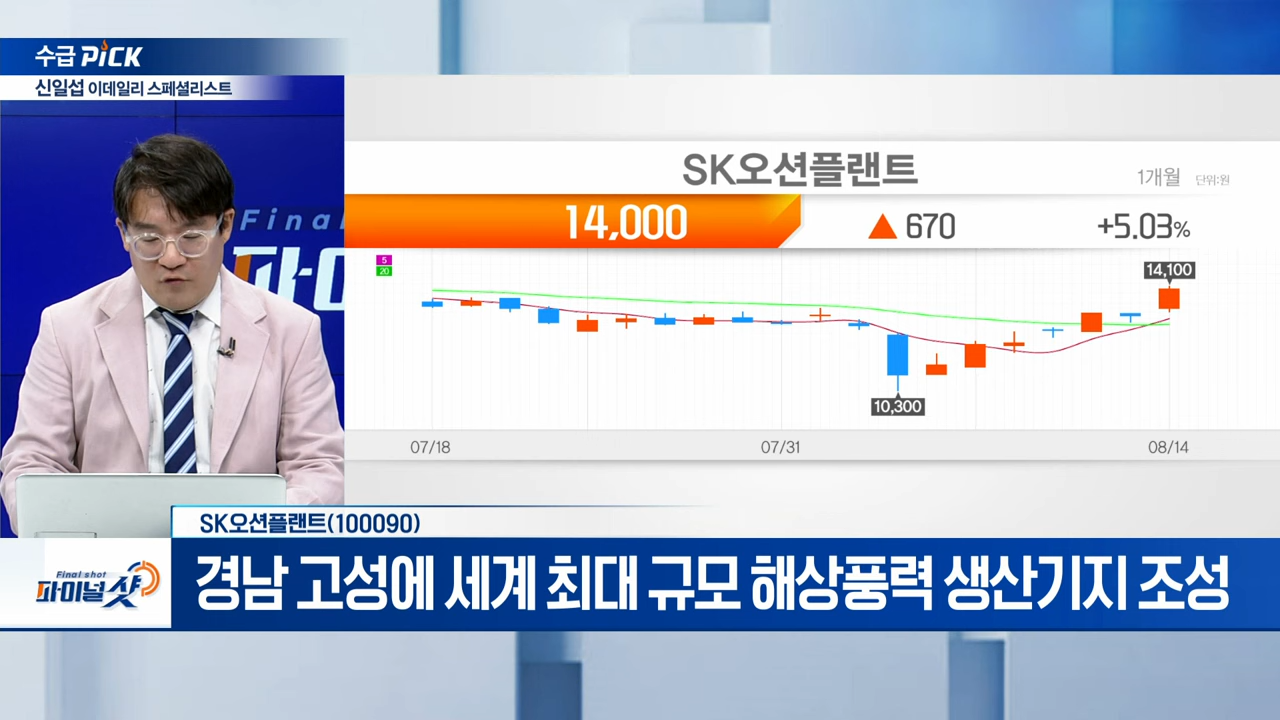 수급 PiCK
신일섭 이데일리 스페셜리스트
Final
파이
SK오션플랜트
1개월 단위:원
14,000 ▲ 670 +5.03%
5
20
14,100
10,300
07/18 07/31 08/14
SK오션플랜트(100090)
Final shot
파이널샷
경남 고성에 세계 최대 규모 해상풍력 생산기지 조성